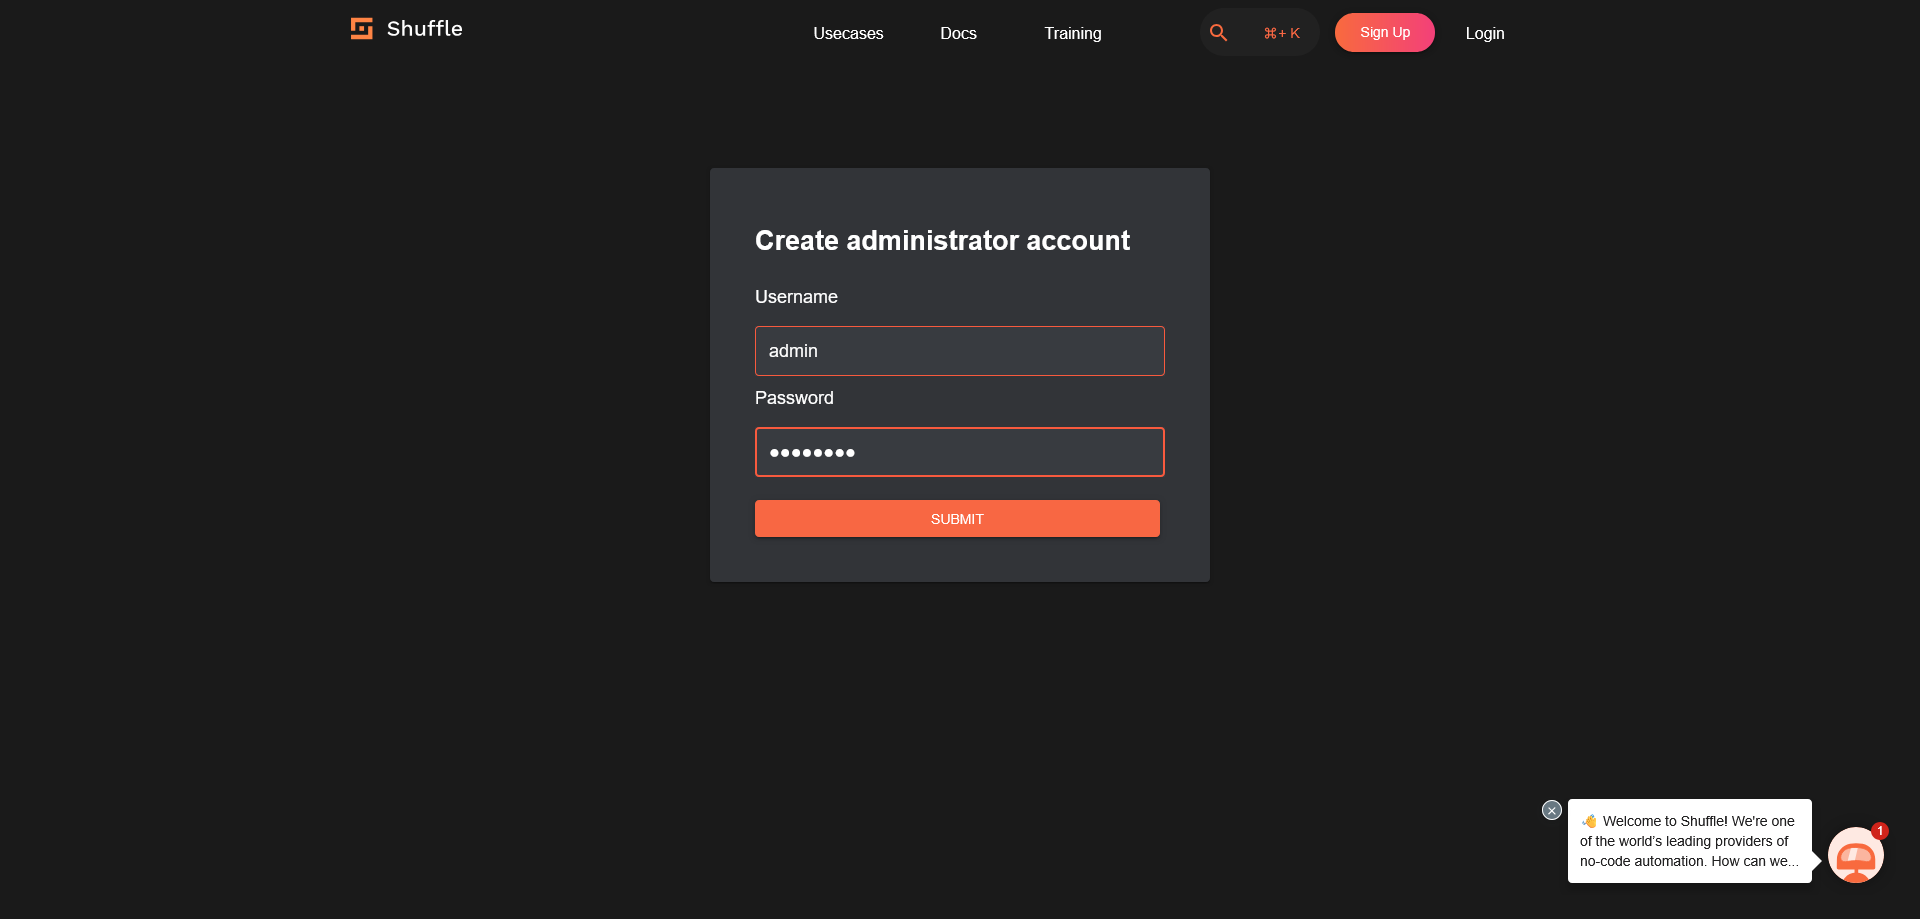 Shuffle
Usecases
Docs
Training
⌘+ K
Sign Up
Login
Create administrator account
Username
admin
Password
●●●●●●●●
SUBMIT
👋 Welcome to Shuffle! We're one
of the world's leading providers of
no-code automation. How can we...
1